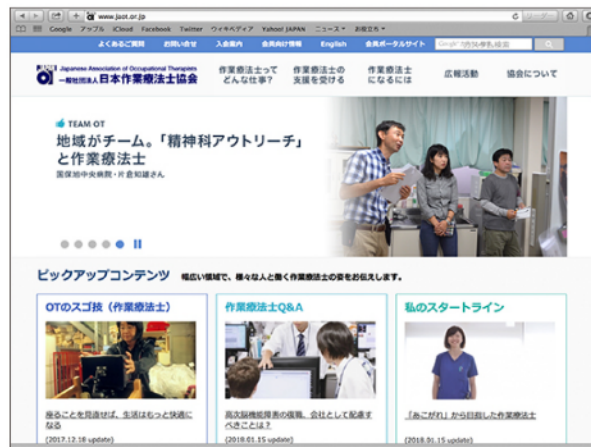 www.jaot.or.jp
Google アップル iCloud Facebook Twitter ウィキペディア Yahoo! JAPAN ニュース お役立ち
よくあるご質問 お問い合せ 入会案内 会員向け情報 English 会員ポータルサイト
Japanese Association of Occupational Therapists
一般社団法人 日本作業療法士協会
作業療法士って
どんな仕事?
作業療法士の
支援を受ける
作業療法士
になるには
広報活動
協会について
TEAM OT
地域がチーム。「精神科アウトリーチ」
と作業療法士
国保旭中央病院・片倉知雄さん
ピックアップコンテンツ 幅広い領域で、様々な人と働く作業療法士の姿をお伝えします。
OTのスゴ技(作業療法士)
座ることを見直せば、生活はもっと快適に
なる
(2017.12.18 update)
作業療法士Q&A
高次脳機能障害の復職、会社として配慮す
べきことは?
(2018.01.15 update)
私のスタートライン
「あこがれ」から目指した作業療法士
(2018.01.15 update)